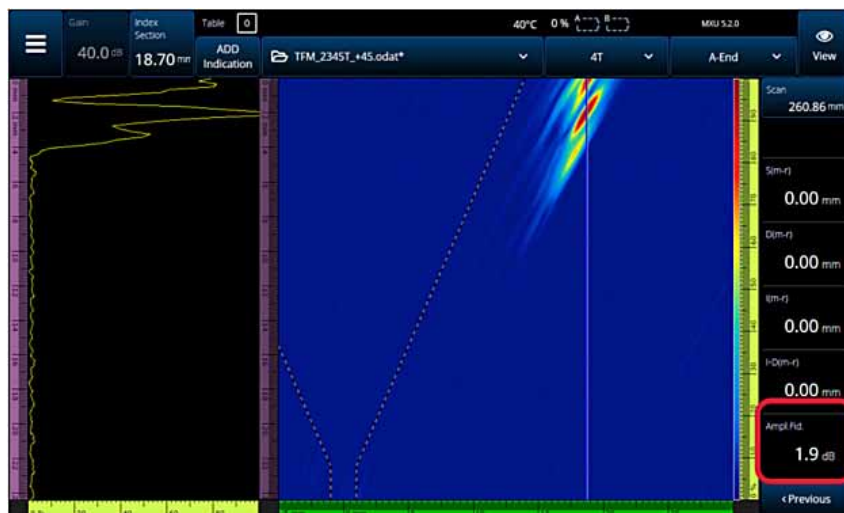 Gain
40.0 dB
Index
Section
18.70 mm
Table 0
ADD
Indication
40°C 0 % A B
MXU 5.2.0
View
TFM_2345T_+45.odat*
4T
A-End
Scan
260.86 mm
S(m-r)
0.00 mm
D(m-r)
0.00 mm
I(m-r)
0.00 mm
I-D(m-r)
0.00 mm
Ampl.Fid.
1.9 dB
‹Previous